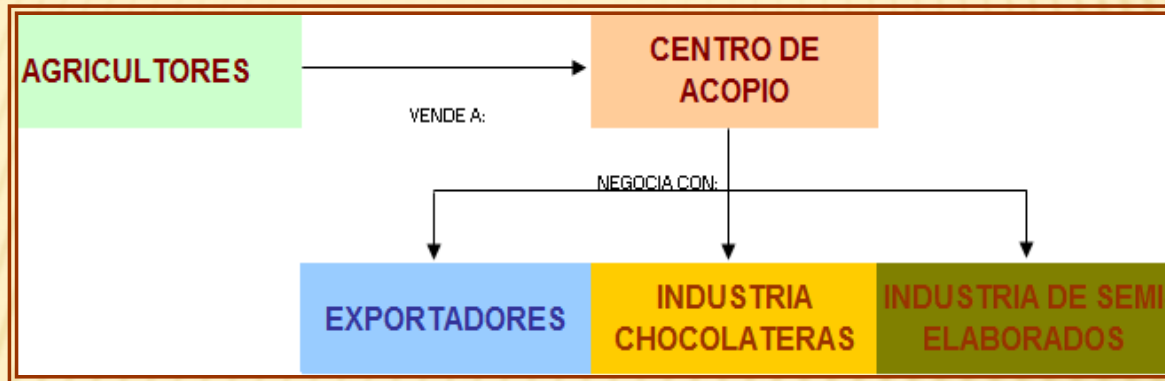 AGRICULTORES
CENTRO DE
ACOPIO
VENDE A:
NEGOCIA CON:
EXPORTADORES
INDUSTRIA
CHOCOLATERAS
INDUSTRIA DE SEMI
ELABORADOS